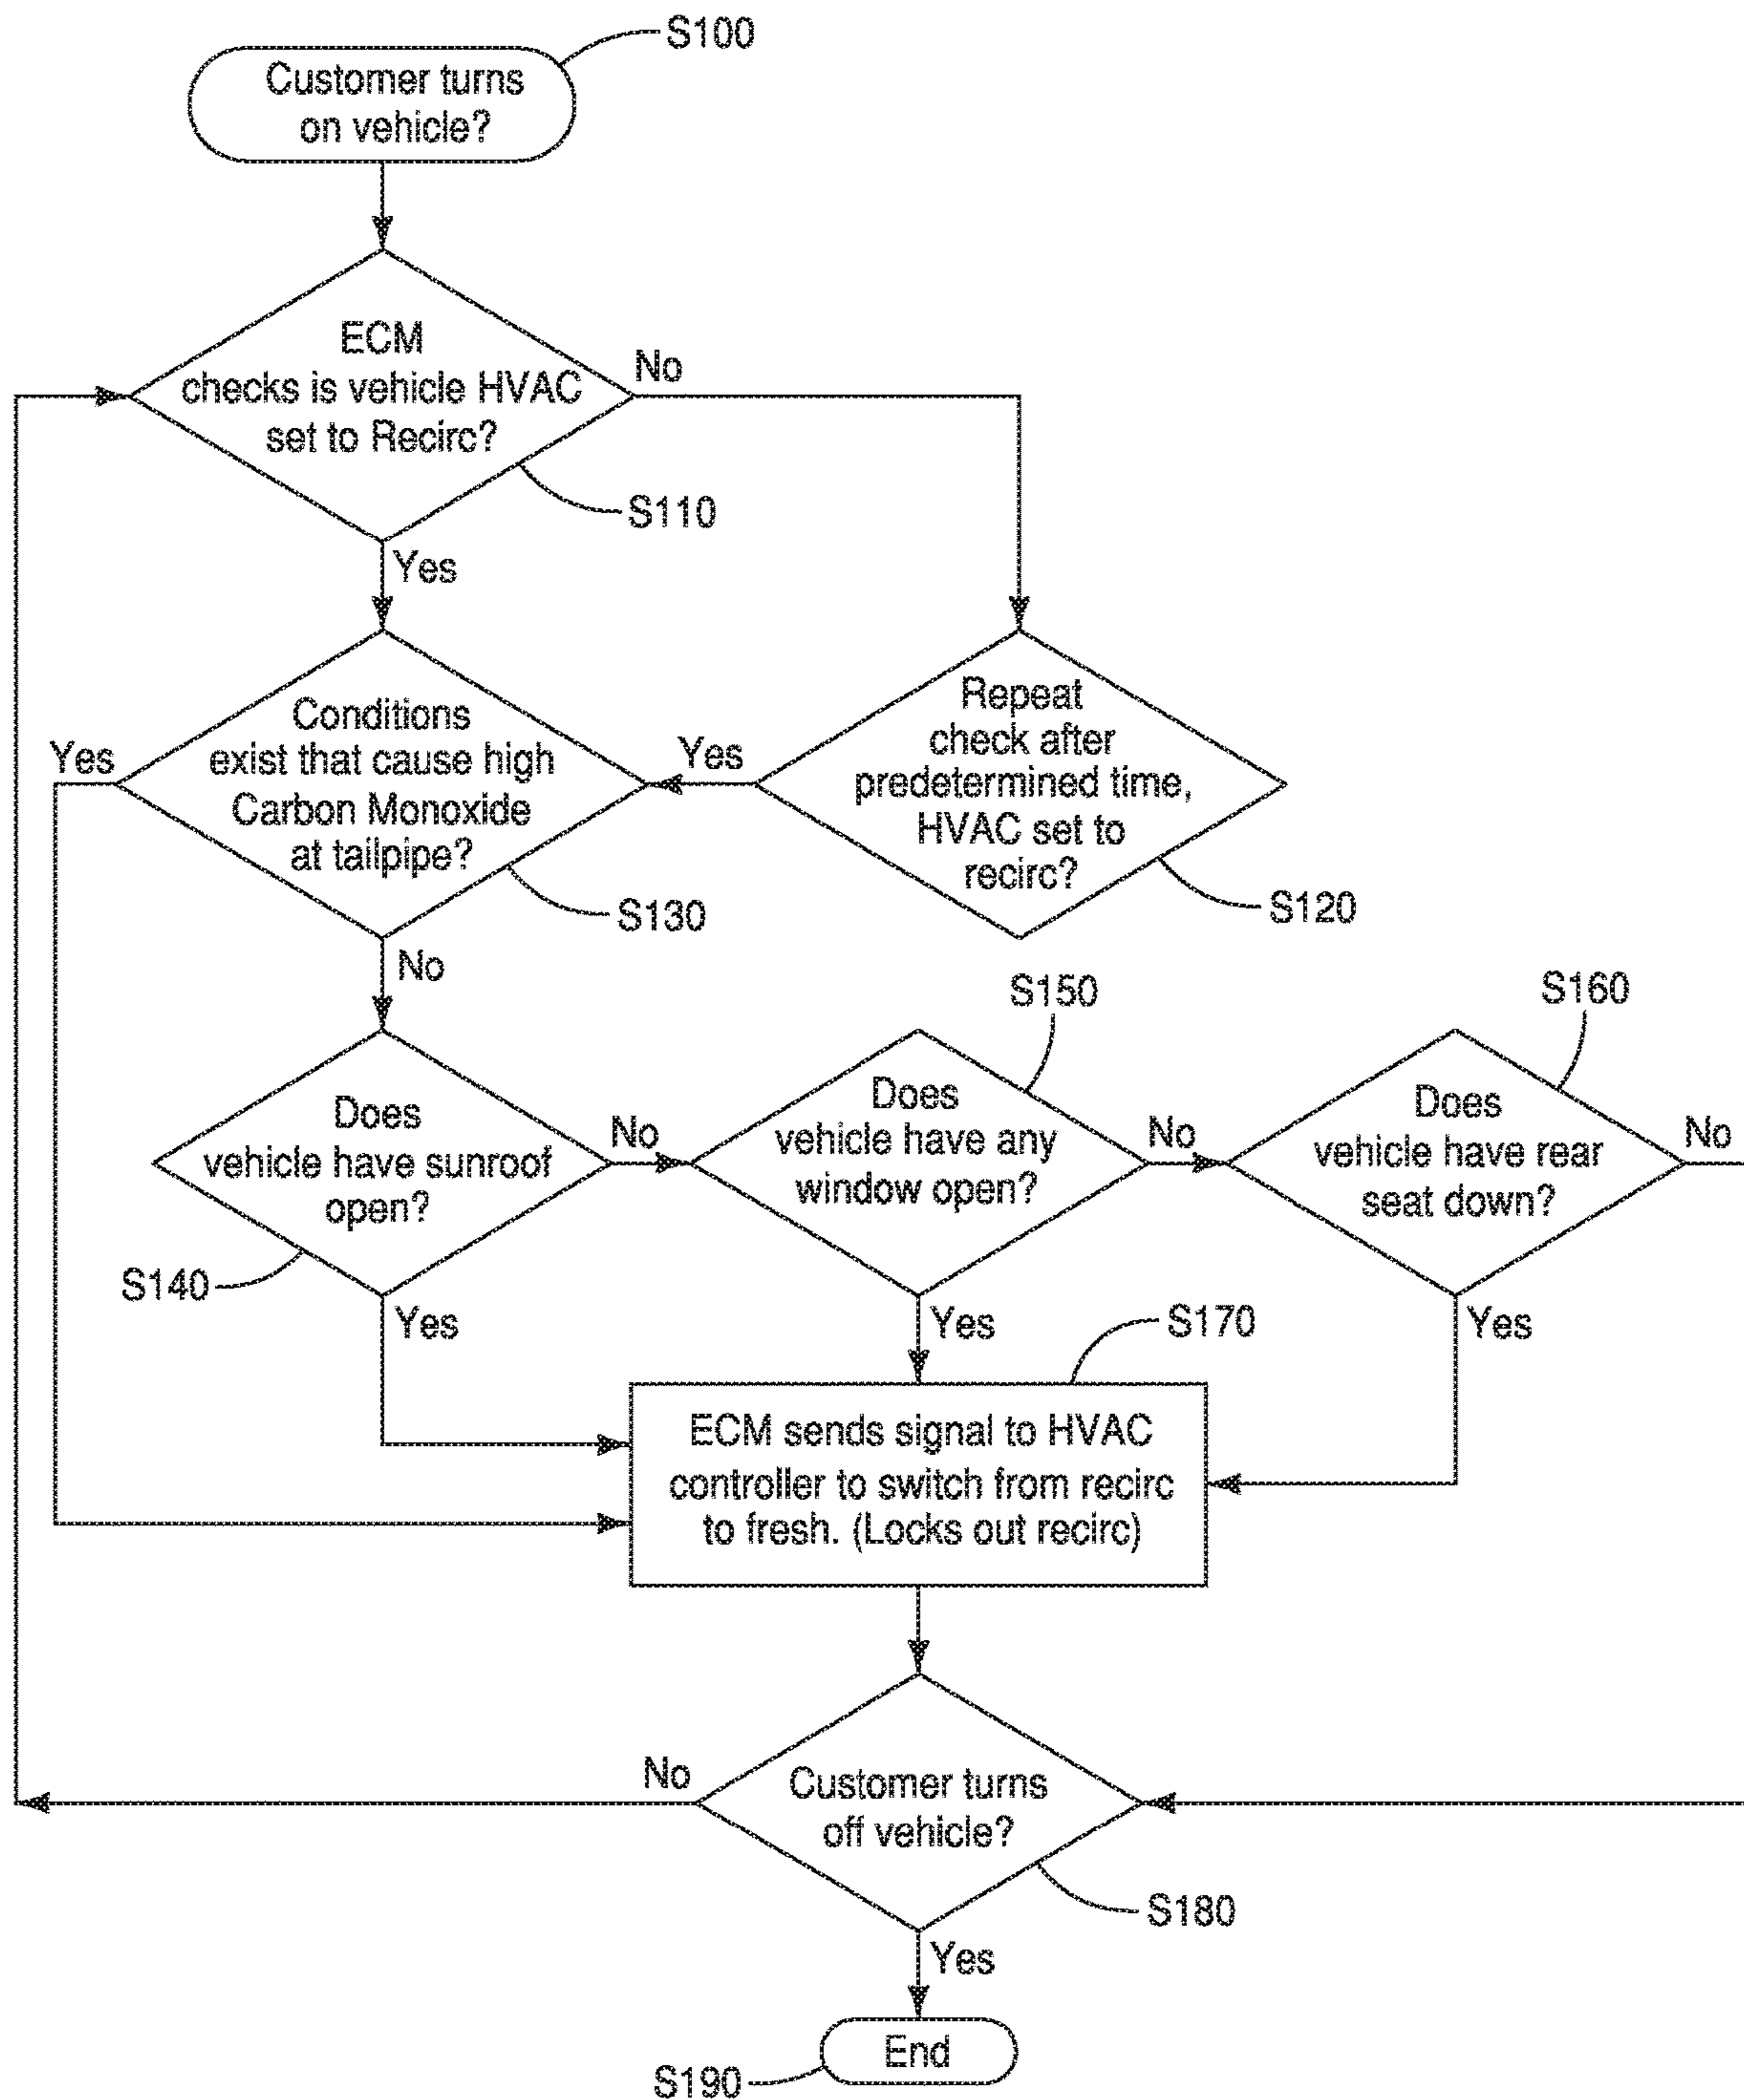 S100
Customer turns
on vehicle?
ECM
checks is vehicle HVAC
set to Recirc?
No
S110
Yes
Conditions
exist that cause high
Carbon Monoxide
at tailpipe?
Yes
Yes
Repeat
check after
predetermined time,
HVAC set to
recirc?
S130
S120
No
S150
S160
Does
vehicle have sunroof
open?
No
Does
vehicle have any
window open?
No
Does
vehicle have rear
seat down?
No
S140
Yes
Yes
S170
Yes
ECM sends signal to HVAC
controller to switch from recirc
to fresh. (Locks out recirc)
No
Customer turns
off vehicle?
S180
Yes
End
S190